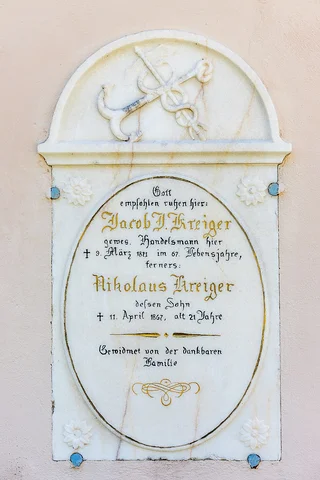 Gott
empfohlen ruhen hier:
Jacob J. Kreiger
gewes. Handelsmann hier
✝ 9. März 1871 im 67. Lebensjahre,
ferners:
Nikolaus Kreiger
dessen Sohn
✝ 11. April 1867, alt 21 Jahre
Gewidmet von der dankbaren
Familie